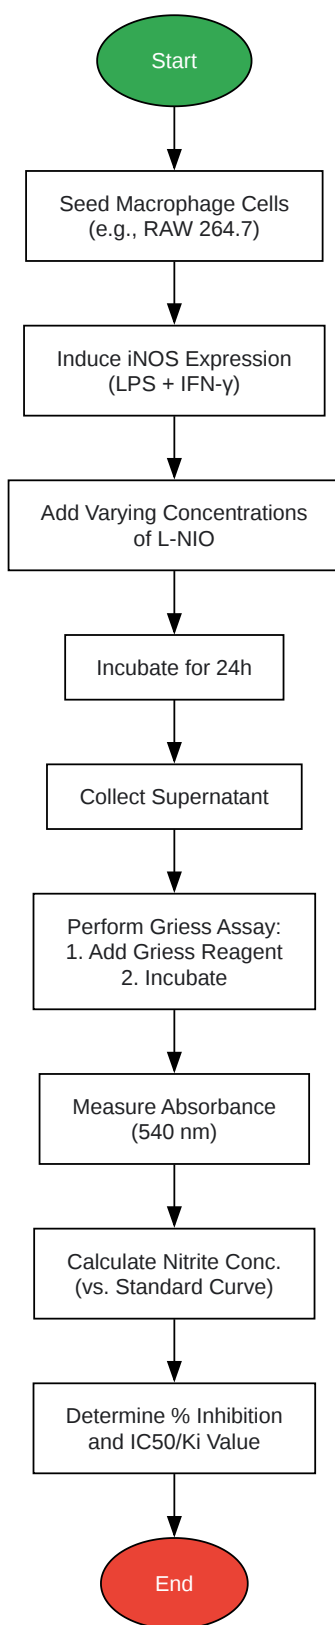 Start
Seed Macrophage Cells
(e.g., RAW 264.7)
Induce iNOS Expression
(LPS + IFN-γ)
Add Varying Concentrations
of L-NIO
Incubate for 24h
Collect Supernatant
Perform Griess Assay:
1. Add Griess Reagent
2. Incubate
Measure Absorbance
(540 nm)
Calculate Nitrite Conc.
(vs. Standard Curve)
Determine % Inhibition
and IC50/Ki Value
End